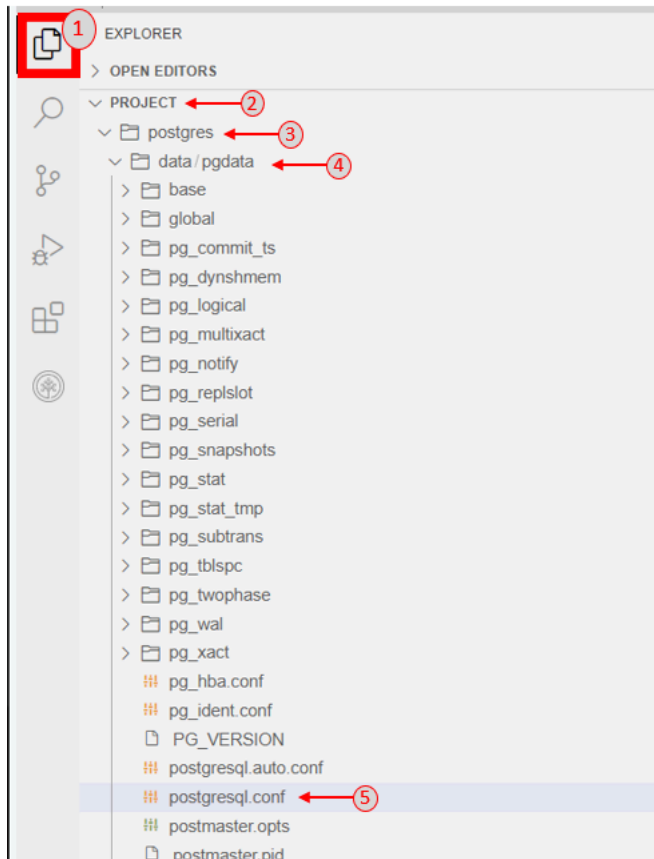 1
EXPLORER
OPEN EDITORS
PROJECT 2
postgres 3
data/pgdata 4
base
global
pg_commit_ts
pg_dynshmem
pg_logical
pg_multixact
pg_notify
pg_replslot
pg_serial
pg_snapshots
pg_stat
pg_stat_tmp
pg_subtrans
pg_tblspc
pg_twophase
pg_wal
pg_xact
pg_hba.conf
pg_ident.conf
PG_VERSION
postgresql.auto.conf
postgresql.conf 5
postmaster.opts
postmaster.pid